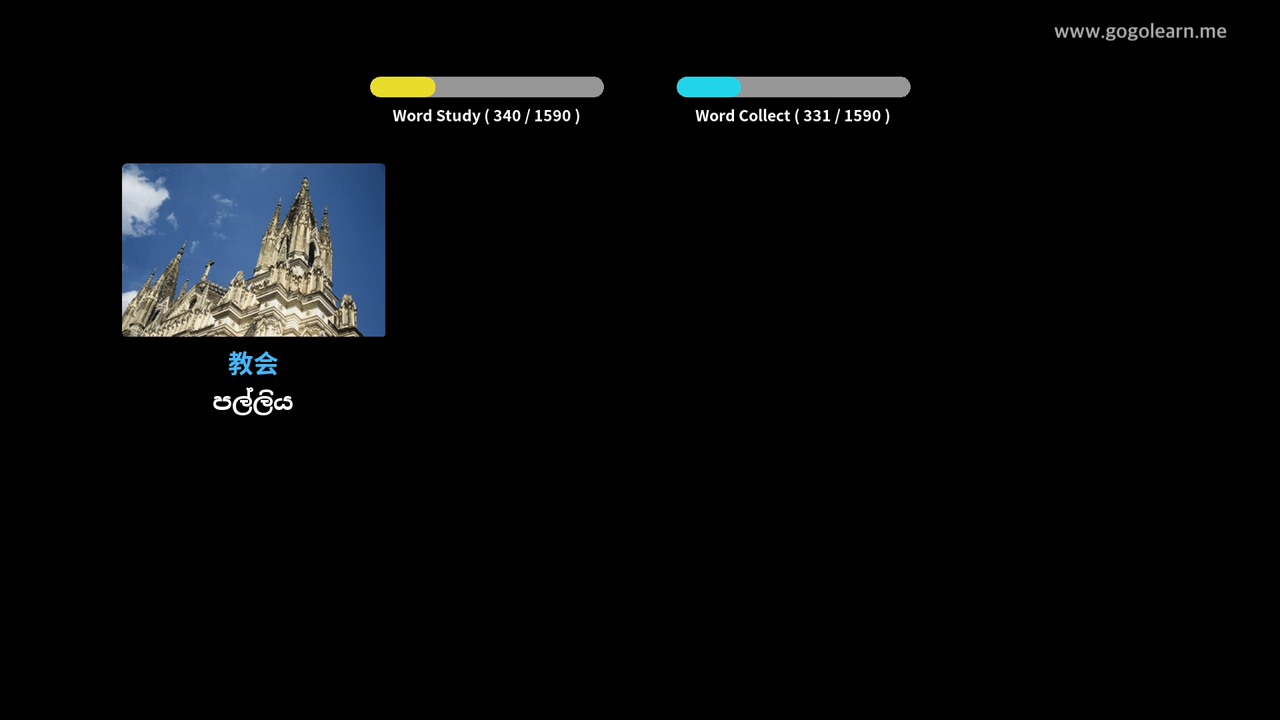 www.gogolearn.me
Word Study ( 340 / 1590 )
Word Collect ( 331 / 1590 )
教会
පල්ලිය